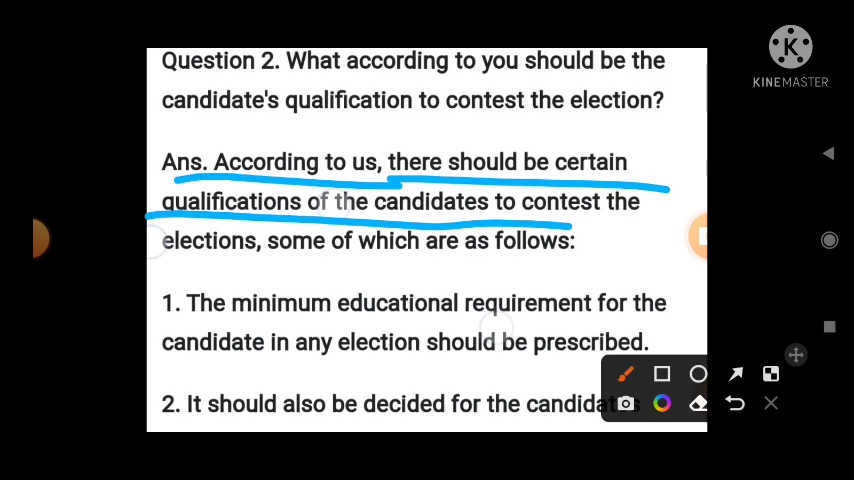 Question 2. What according to you should be the
candidate's qualification to contest the election?
Ans. According to us, there should be certain
qualifications of the candidates to contest the
elections, some of which are as follows:
1. The minimum educational requirement for the
candidate in any election should be prescribed.
2. It should also be decided for the candidates
K
KINEMASTER